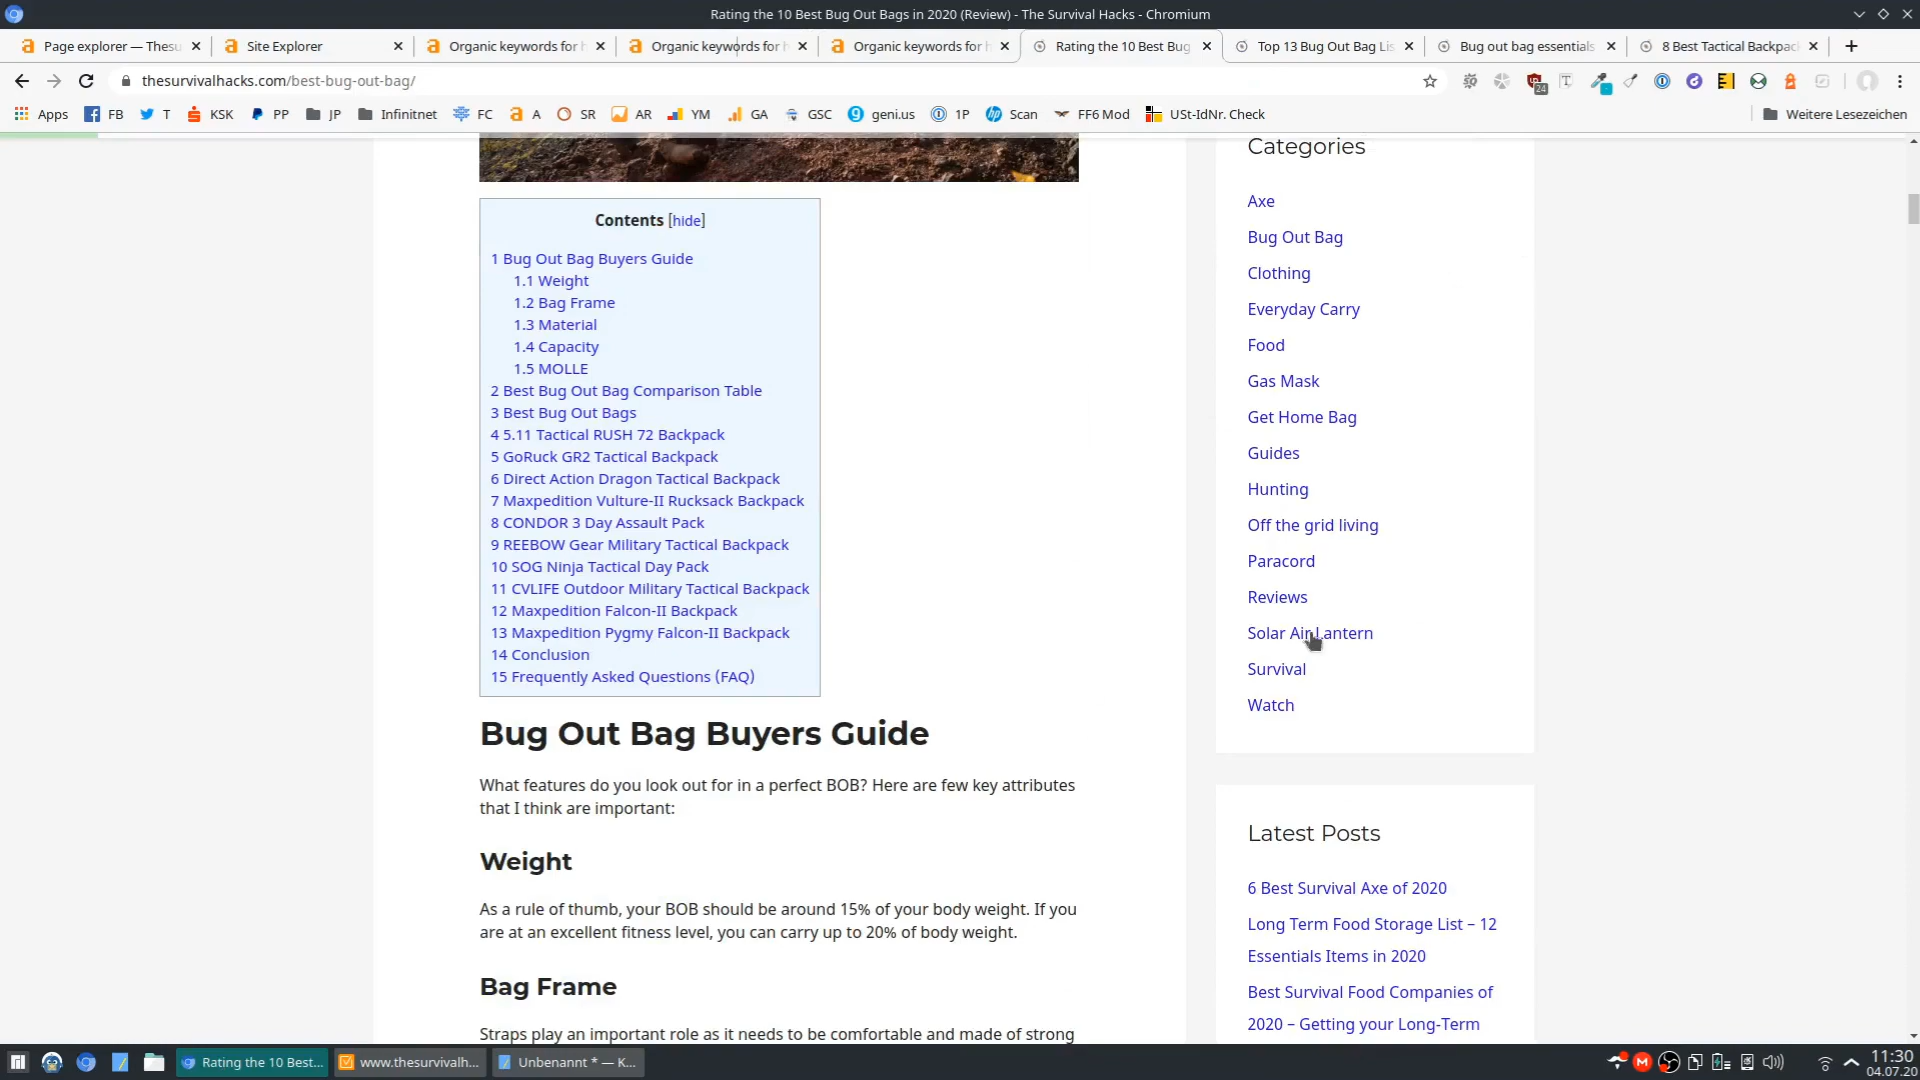 Rating the 10 Best Bug Out Bags in 2020 (Review) - The Survival Hacks - Chromium
Page explorer — Thesu
Site Explorer
Organic keywords for h
Organic keywords for h
Organic keywords for h
Rating the 10 Best Bug
Top 13 Bug Out Bag Lis
Bug out bag essentials
8 Best Tactical Backpac
thesurvivalhacks.com/best-bug-out-bag/
24
Apps
FB
T
KSK
PP
JP
Infinitnet
FC
A
SR
AR
YM
GA
GSC
geni.us
1P
Scan
FF6 Mod
USt-IdNr. Check
Weitere Lesezeichen
Contents [hide]
1 Bug Out Bag Buyers Guide
1.1 Weight
1.2 Bag Frame
1.3 Material
1.4 Capacity
1.5 MOLLE
2 Best Bug Out Bag Comparison Table
3 Best Bug Out Bags
4 5.11 Tactical RUSH 72 Backpack
5 GoRuck GR2 Tactical Backpack
6 Direct Action Dragon Tactical Backpack
7 Maxpedition Vulture-II Rucksack Backpack
8 CONDOR 3 Day Assault Pack
9 REEBOW Gear Military Tactical Backpack
10 SOG Ninja Tactical Day Pack
11 CVLIFE Outdoor Military Tactical Backpack
12 Maxpedition Falcon-II Backpack
13 Maxpedition Pygmy Falcon-II Backpack
14 Conclusion
15 Frequently Asked Questions (FAQ)
Bug Out Bag Buyers Guide
What features do you look out for in a perfect BOB? Here are few key attributes
that I think are important:
Weight
As a rule of thumb, your BOB should be around 15% of your body weight. If you
are at an excellent fitness level, you can carry up to 20% of body weight.
Bag Frame
Straps play an important role as it needs to be comfortable and made of strong
Categories
Axe
Bug Out Bag
Clothing
Everyday Carry
Food
Gas Mask
Get Home Bag
Guides
Hunting
Off the grid living
Paracord
Reviews
Solar Air Lantern
Survival
Watch
Latest Posts
6 Best Survival Axe of 2020
Long Term Food Storage List – 12
Essentials Items in 2020
Best Survival Food Companies of
2020 – Getting your Long-Term
Rating the 10 Best...
www.thesurvivalh...
Unbenannt * — K...
11:30
04.07.20